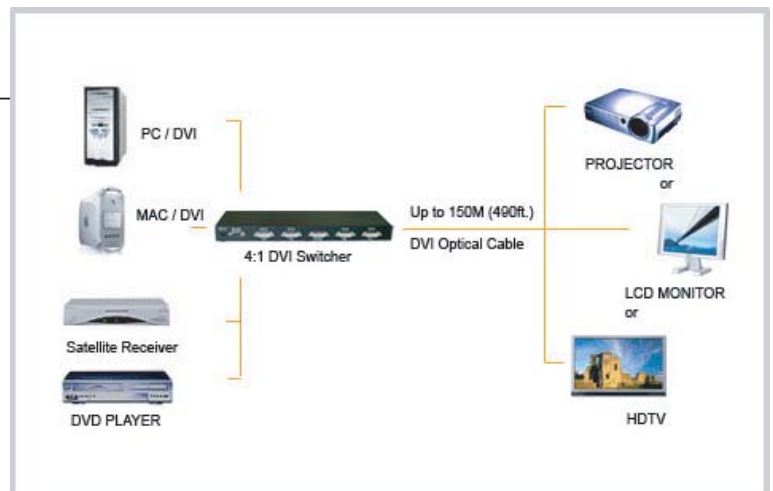 PC / DVI
MAC / DVI
Satellite Receiver
DVD PLAYER
4:1 DVI Switcher
Up to 150M (490ft.)
DVI Optical Cable
PROJECTOR
or
LCD MONITOR
or
HDTV